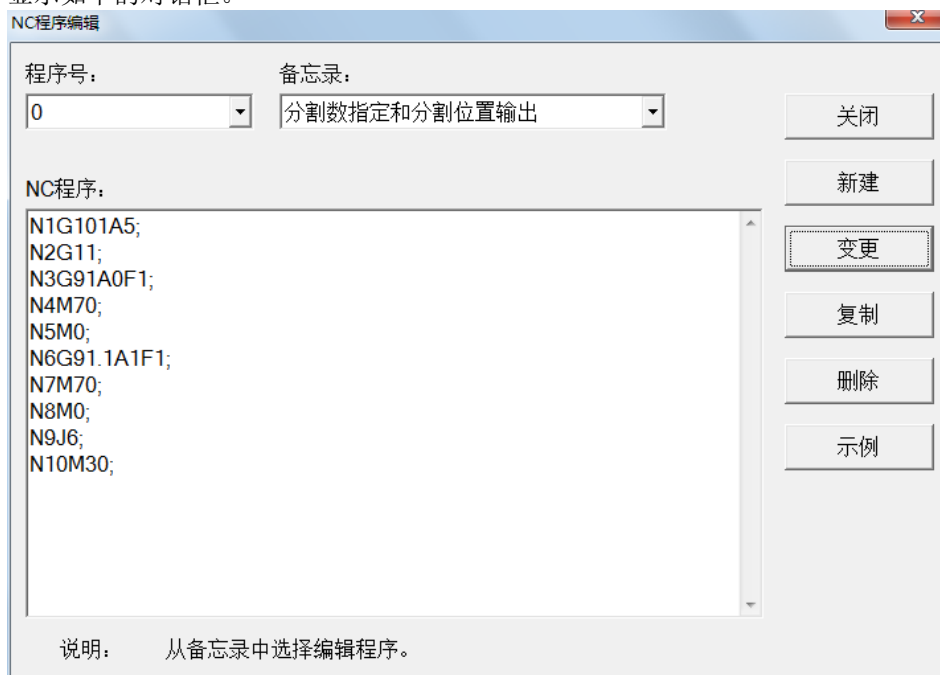 显示如下的对话框。
NC程序编辑
程序号： 备忘录：
0 分割数指定和分割位置输出
关闭
新建
NC程序：
N1G101A5;
N2G11;
N3G91A0F1;
N4M70;
N5M0;
N6G91.1A1F1;
N7M70;
N8M0;
N9J6;
N10M30;
变更
复制
删除
示例
说明： 从备忘录中选择编辑程序。